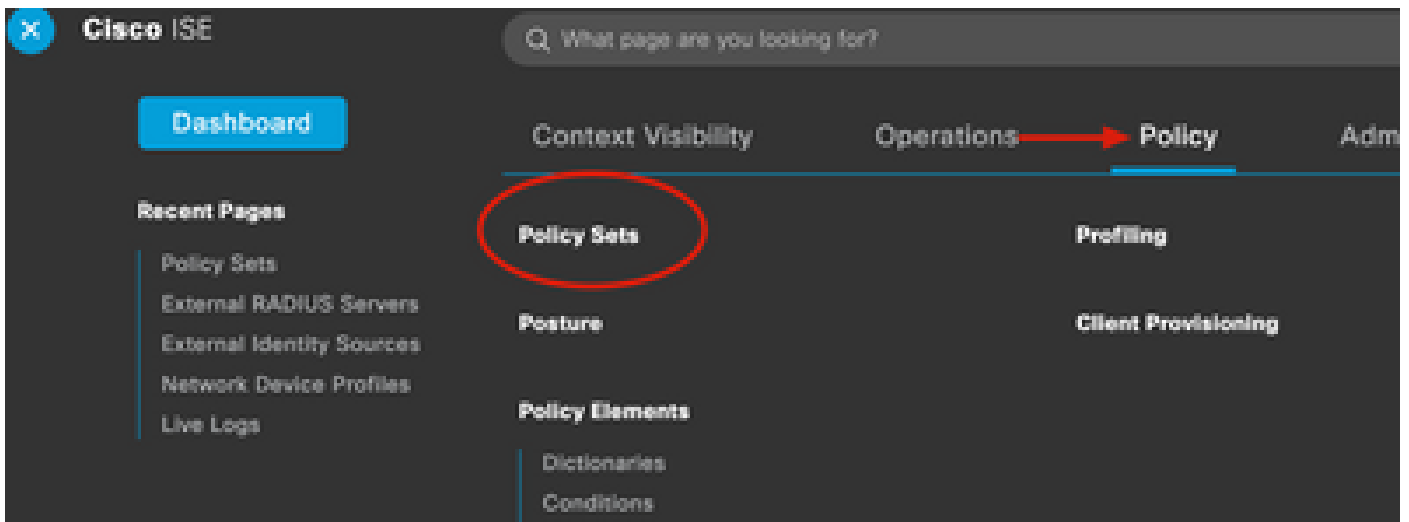 Cisco ISE
What page are you looking for?
Dashboard
Context Visibility
Operations
Policy
Adm
Recent Pages
Policy Sets
External RADIUS Servers
External Identity Sources
Network Device Profiles
Live Logs
Policy Sets
Profiling
Posture
Client Provisioning
Policy Elements
Dictionaries
Conditions